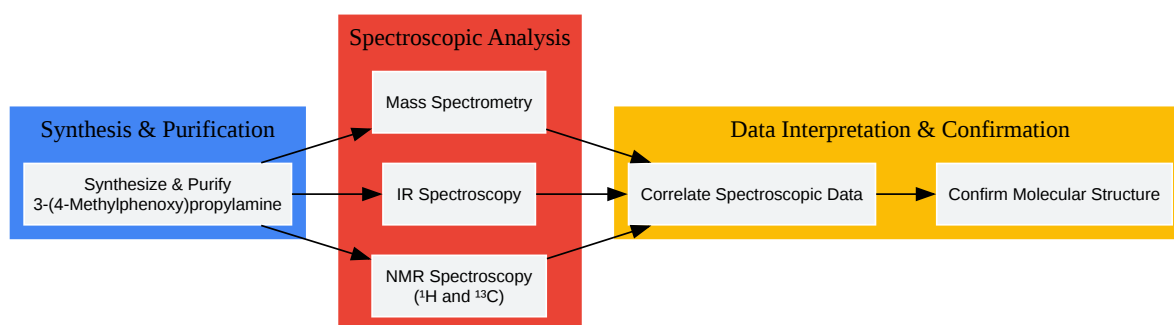 Synthesis & Purification
Synthesize & Purify
3-(4-Methylphenoxy)propylamine
Spectroscopic Analysis
Mass Spectrometry
IR Spectroscopy
NMR Spectroscopy
(¹H and ¹³C)
Data Interpretation & Confirmation
Correlate Spectroscopic Data
Confirm Molecular Structure